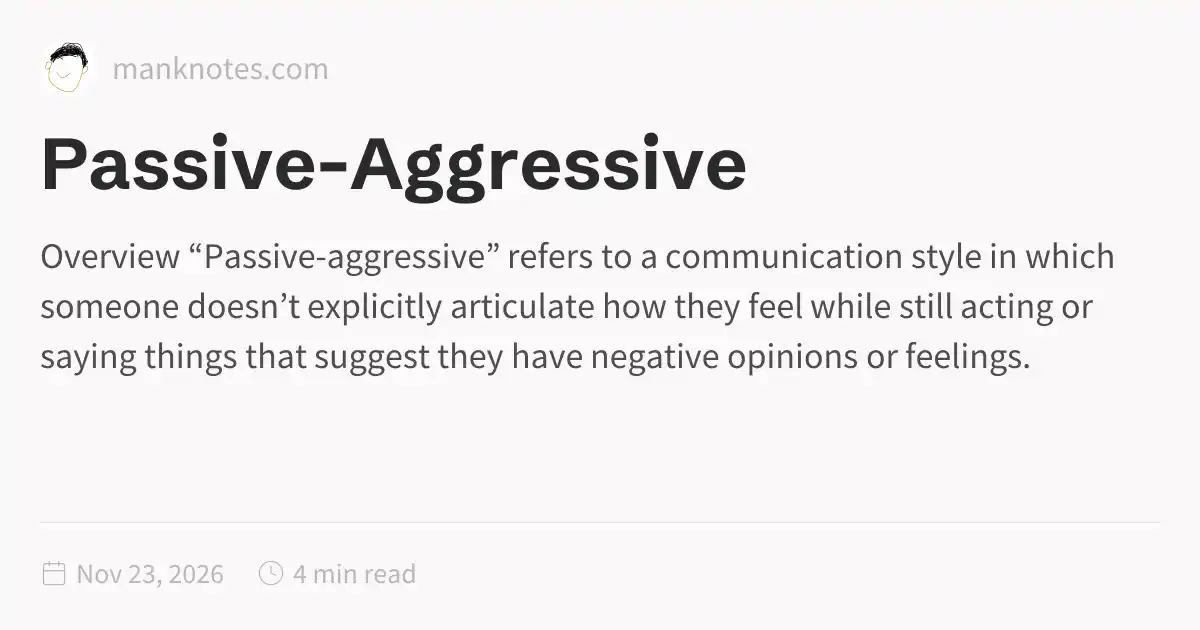 manknotes.com
Passive-Aggressive
Overview “Passive-aggressive” refers to a communication style in which
someone doesn’t explicitly articulate how they feel while still acting or
saying things that suggest they have negative opinions or feelings.
Nov 23, 2026 4 min read